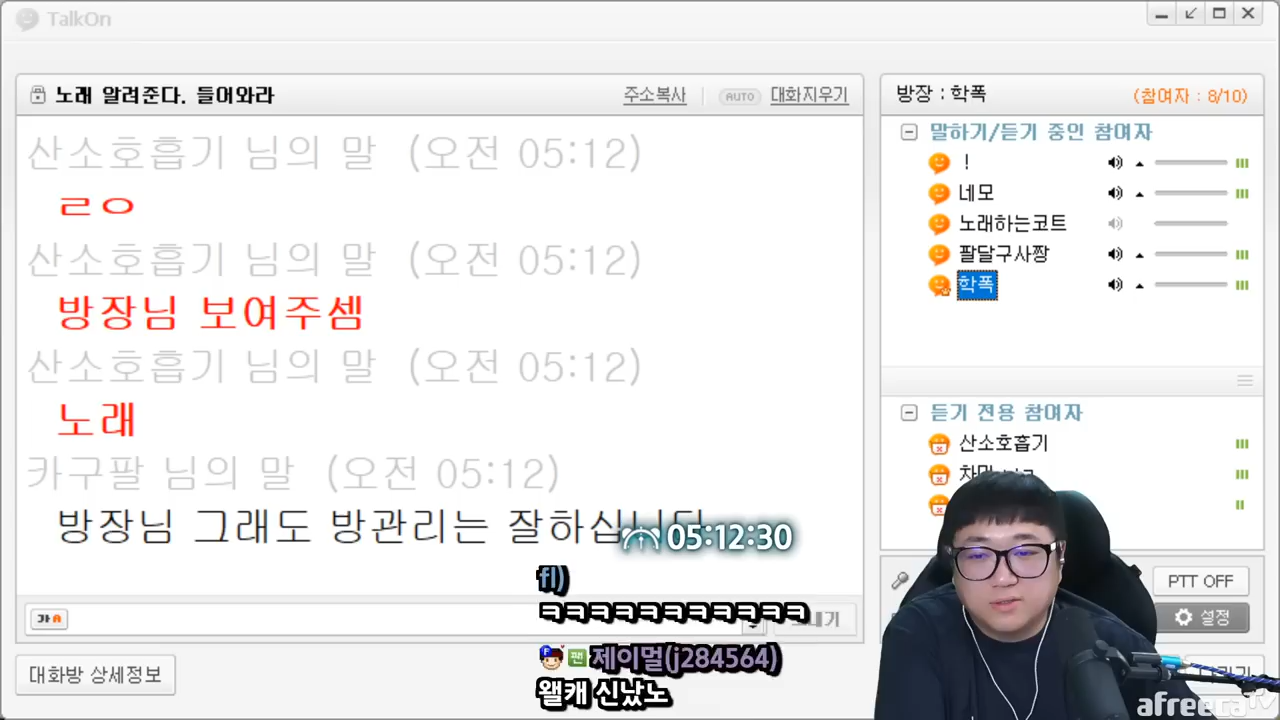 TalkOn
노래 알려준다. 들어와라
주소복사
AUTO
대화지우기
산소호흡기 님의 말 (오전 05:12)
ㄹㅇ
산소호흡기 님의 말 (오전 05:12)
방장님 보여주셈
산소호흡기 님의 말 (오전 05:12)
노래
카구팔 님의 말 (오전 05:12)
방장님 그래도 방관리는 잘하십니다
방장 : 학폭
(참여자 : 8/10)
말하기/듣기 중인 참여자
!
네모
노래하는코트
팔달구사짱
학폭
듣기 전용 참여자
산소호흡기
05:12:30
fl)
ㅋㅋㅋㅋㅋㅋㅋㅋㅋㅋㅋ
팬 제이멀(j284564)
왤캐 신났노
가
PTT OFF
설정
대화방 상세정보
afreecaTV